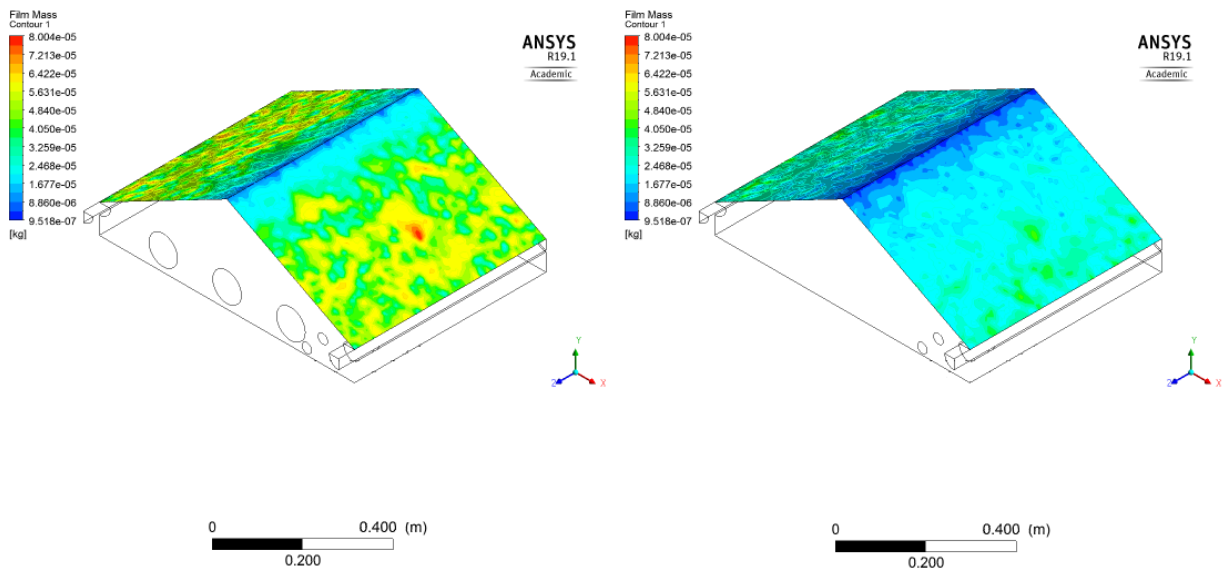 Film Mass
Contour 1
8.004e-05
7.213e-05
6.422e-05
5.631e-05
4.840e-05
4.050e-05
3.259e-05
2.468e-05
1.677e-05
8.860e-06
9.518e-07
[kg]
ANSYS
R19.1
Academic
Y
Z
X
0
0.400 (m)
0.200
Film Mass
Contour 1
8.004e-05
7.213e-05
6.422e-05
5.631e-05
4.840e-05
4.050e-05
3.259e-05
2.468e-05
1.677e-05
8.860e-06
9.518e-07
[kg]
ANSYS
R19.1
Academic
Y
Z
X
0
0.400 (m)
0.200